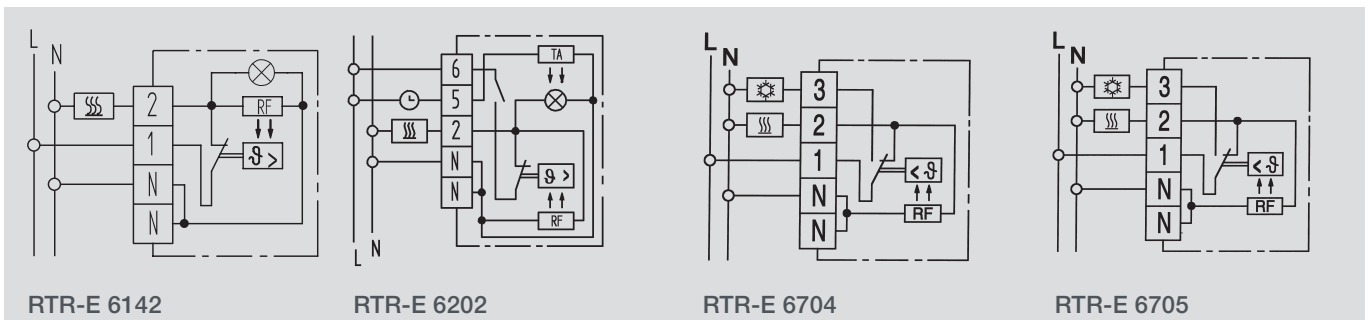 L
N
2
1
N
N
RF
ϑ >
RTR-E 6142
6
5
2
N
N
TA
ϑ >
RF
L
N
RTR-E 6202
L
N
3
2
1
N
N
< ϑ
RF
RTR-E 6704
L
N
3
2
1
N
N
< ϑ
RF
RTR-E 6705